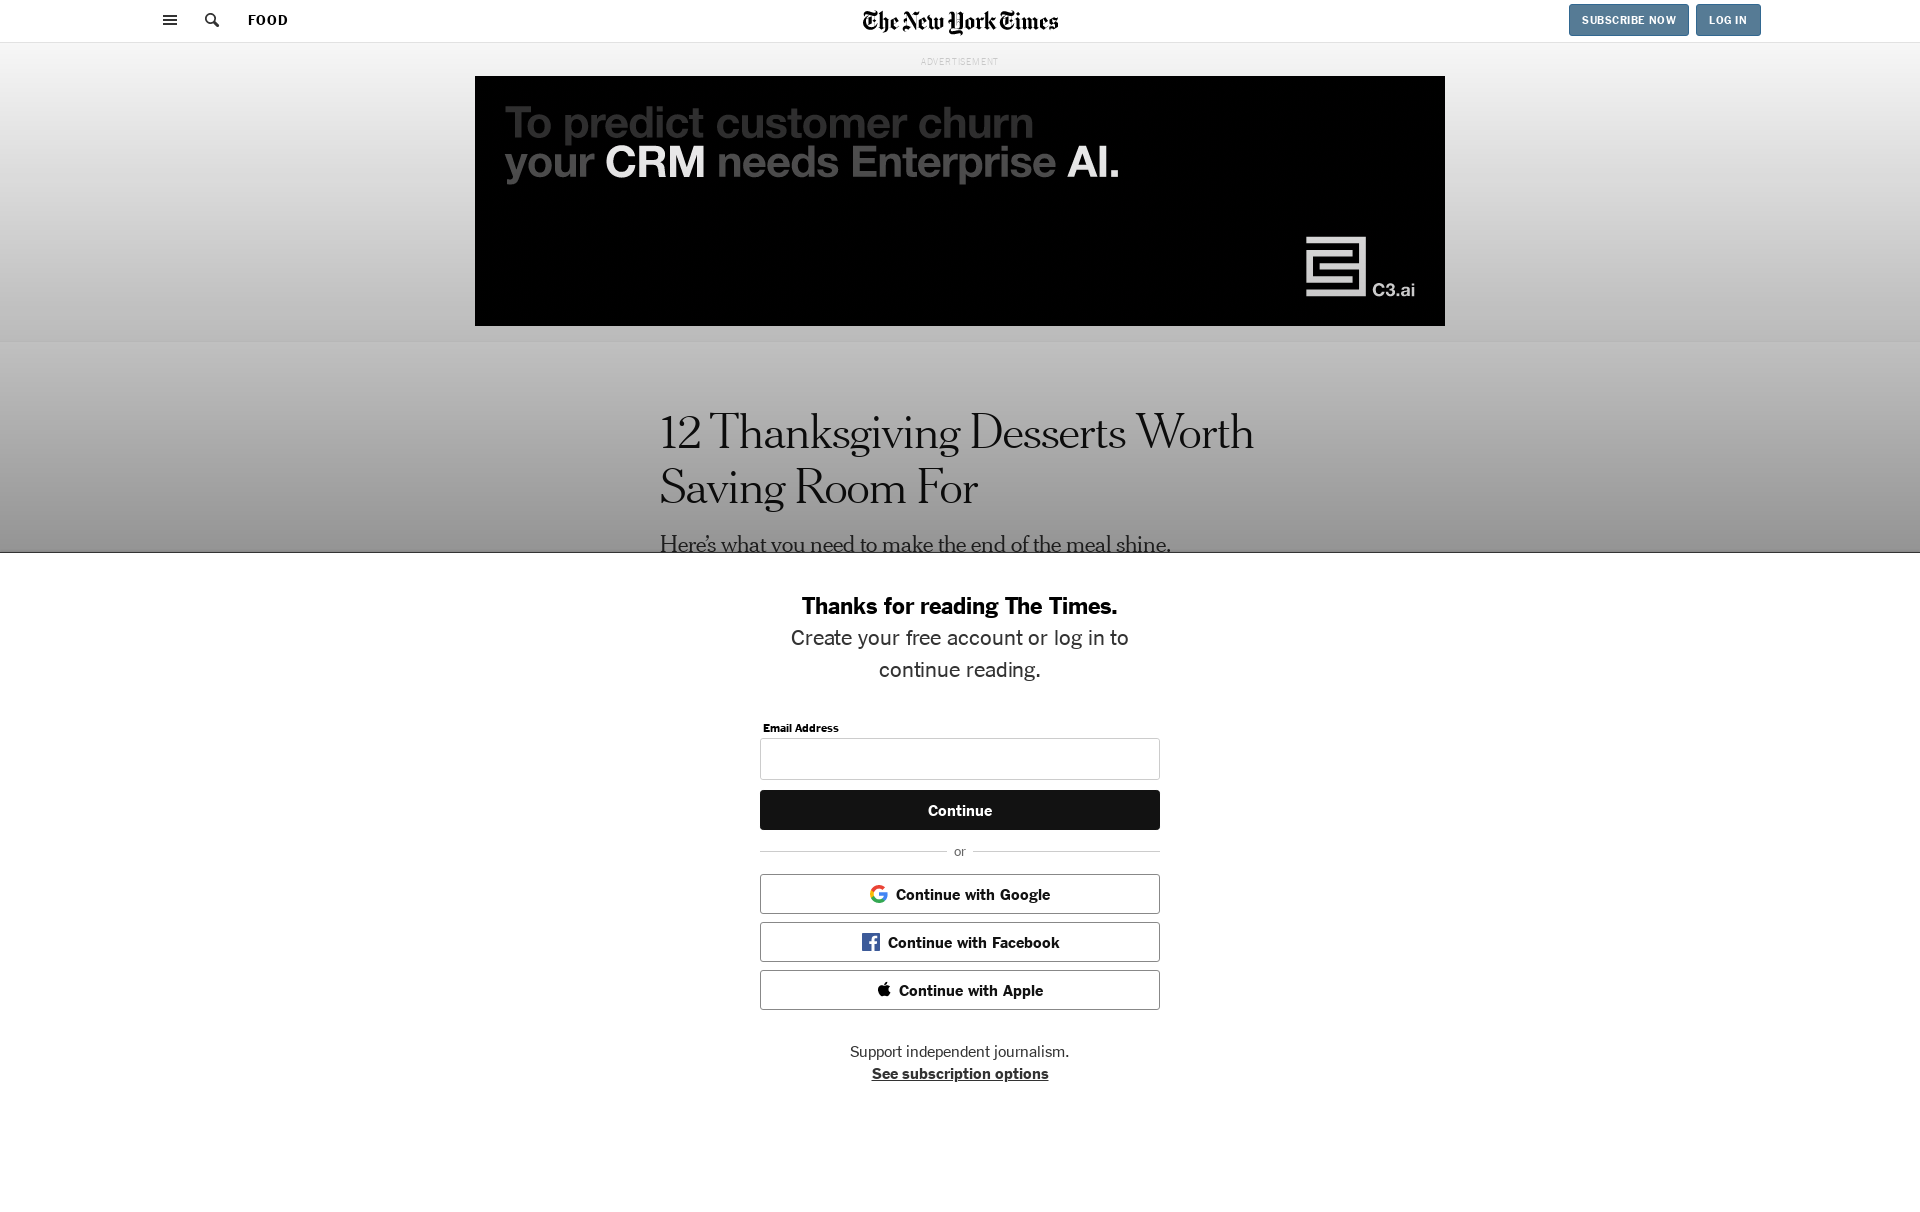 FOOD
The New York Times
SUBSCRIBE NOW
LOG IN
ADVERTISEMENT
To predict customer churn
your CRM needs Enterprise AI.
C3.ai
12 Thanksgiving Desserts Worth
Saving Room For
Here’s what you need to make the end of the meal shine.
Thanks for reading The Times.
Create your free account or log in to
continue reading.
Email Address
Continue
or
Continue with Google
Continue with Facebook
Continue with Apple
Support independent journalism.
See subscription options